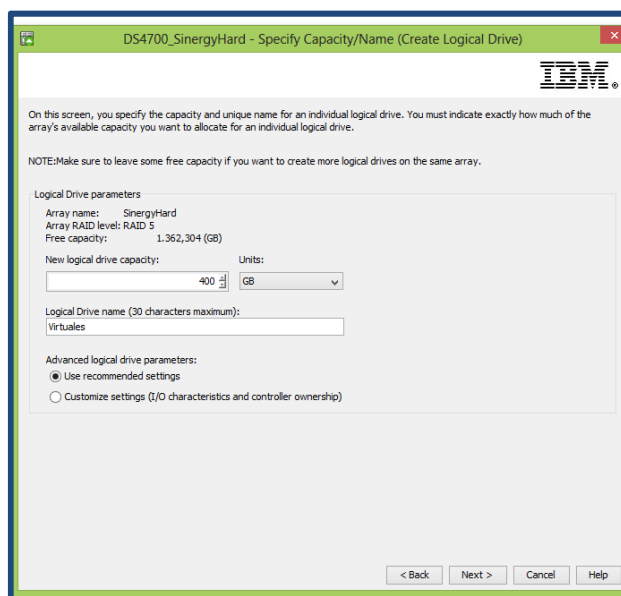 DS4700_SinergyHard - Specify Capacity/Name (Create Logical Drive)
IBM
On this screen, you specify the capacity and unique name for an individual logical drive. You must indicate exactly how much of the
array's available capacity you want to allocate for an individual logical drive.
NOTE:Make sure to leave some free capacity if you want to create more logical drives on the same array.
Logical Drive parameters
Array name: SinergyHard
Array RAID level: RAID 5
Free capacity: 1.362,304 (GB)
New logical drive capacity: Units:
400 GB
Logical Drive name (30 characters maximum):
Virtuales
Advanced logical drive parameters:
Use recommended settings
Customize settings (I/O characteristics and controller ownership)
< Back Next > Cancel Help